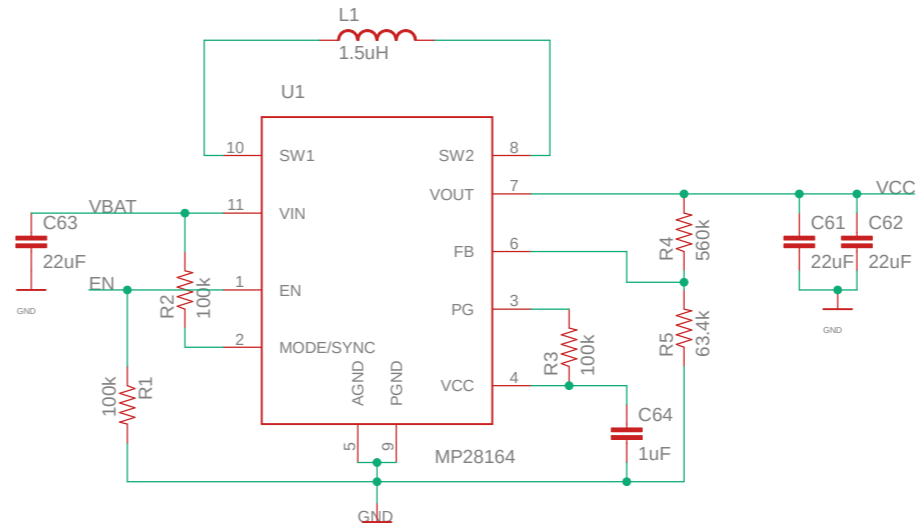 L1
1.5uH
U1
10
SW1
SW2
8
VOUT
7
VCC
VBAT
11
VIN
C63
22uF
GND
R4
560k
C61
22uF
C62
22uF
GND
FB
6
EN
1
EN
R2
100k
PG
3
R3
100k
R5
63.4k
2
MODE/SYNC
VCC
4
100k
R1
AGND
PGND
5
9
C64
1uF
MP28164
GND